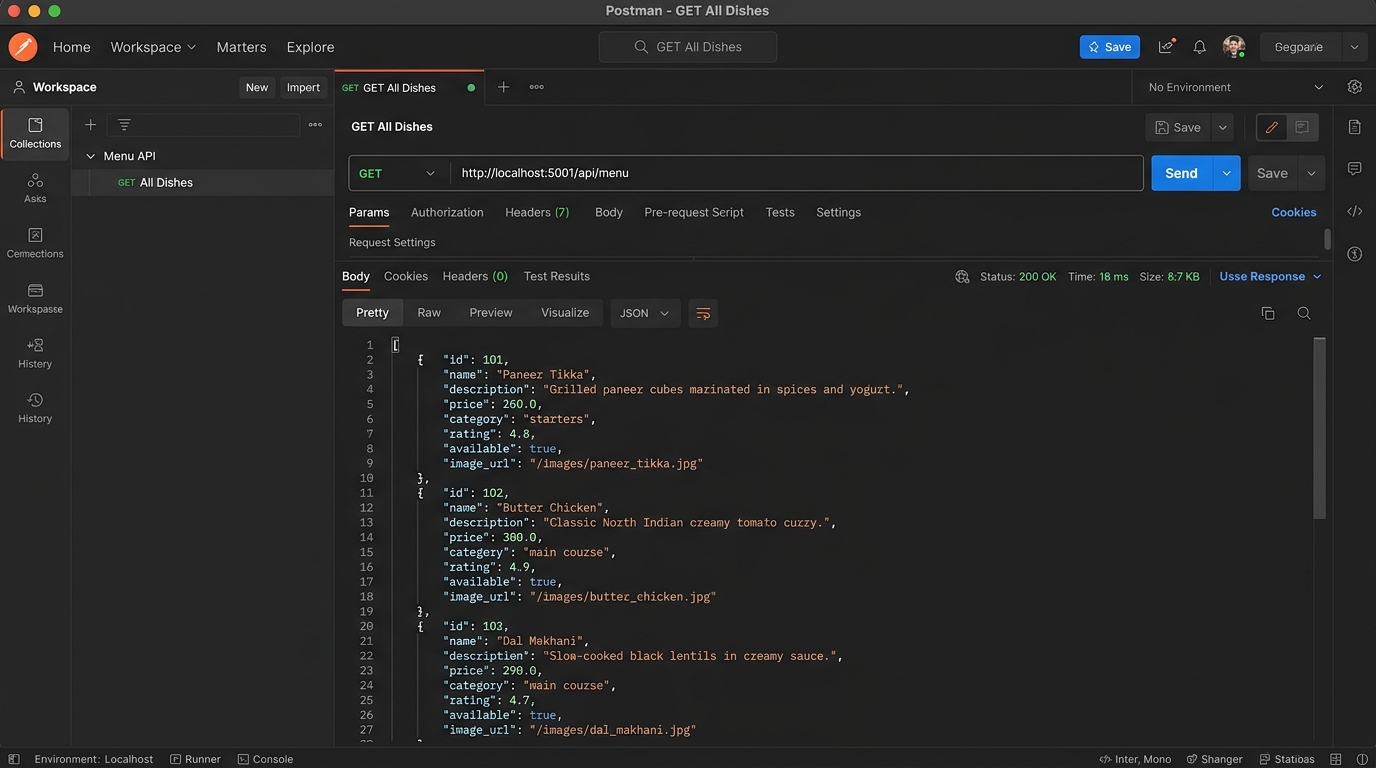 Postman - GET All Dishes
Home Workspace Matters Explore GET All Dishes Save Gegparie
Workspace New Import GET GET All Dishes No Environment
GET All Dishes Save
Collections
Menu API
GET All Dishes
GET http://localhost:5001/api/menu Send Save
Asks
Params Authorization Headers (7) Body Pre-request Script Tests Settings Cookies
Request Settings
Cemmections
Body Cookies Headers (0) Test Results Status: 200 OK Time: 18 ms Size: 8:7 KB Usse Response
Workspasse
Pretty Raw Preview Visualize JSON
Histery
History
1 [
2 { "id": 101,
3 "name": "Paneer Tikka",
4 "description": "Grilled paneer cubes mazinated in spices and yogurt.",
5 "price": 260.0,
6 "category": "starters",
7 "rating": 4.8,
8 "available": true,
9 "image_url": "/images/paneer_tikka.jpg"
10 },
11 { "id": 102,
12 "name": "Butter Chicken",
13 "description": "Classic North Indian creamy tomato cuzzy.",
14 "price": 300.0,
15 "categery": "main course",
16 "rating": 4.9,
17 "available": true,
18 "image_url": "/images/butter_chicken.jpg"
19 },
20 { "id": 103,
21 "name": "Dal Makhani",
22 "description": "Slow-cooked black lentils in creamy sauce.",
23 "price": 290.0,
24 "category": "main course",
25 "rating": 4.7,
26 "available": true,
27 "image_url": "/images/dal_makhani.jpg"
Environment: Localhost Runner Console Inter, Mono Shanger Statibas